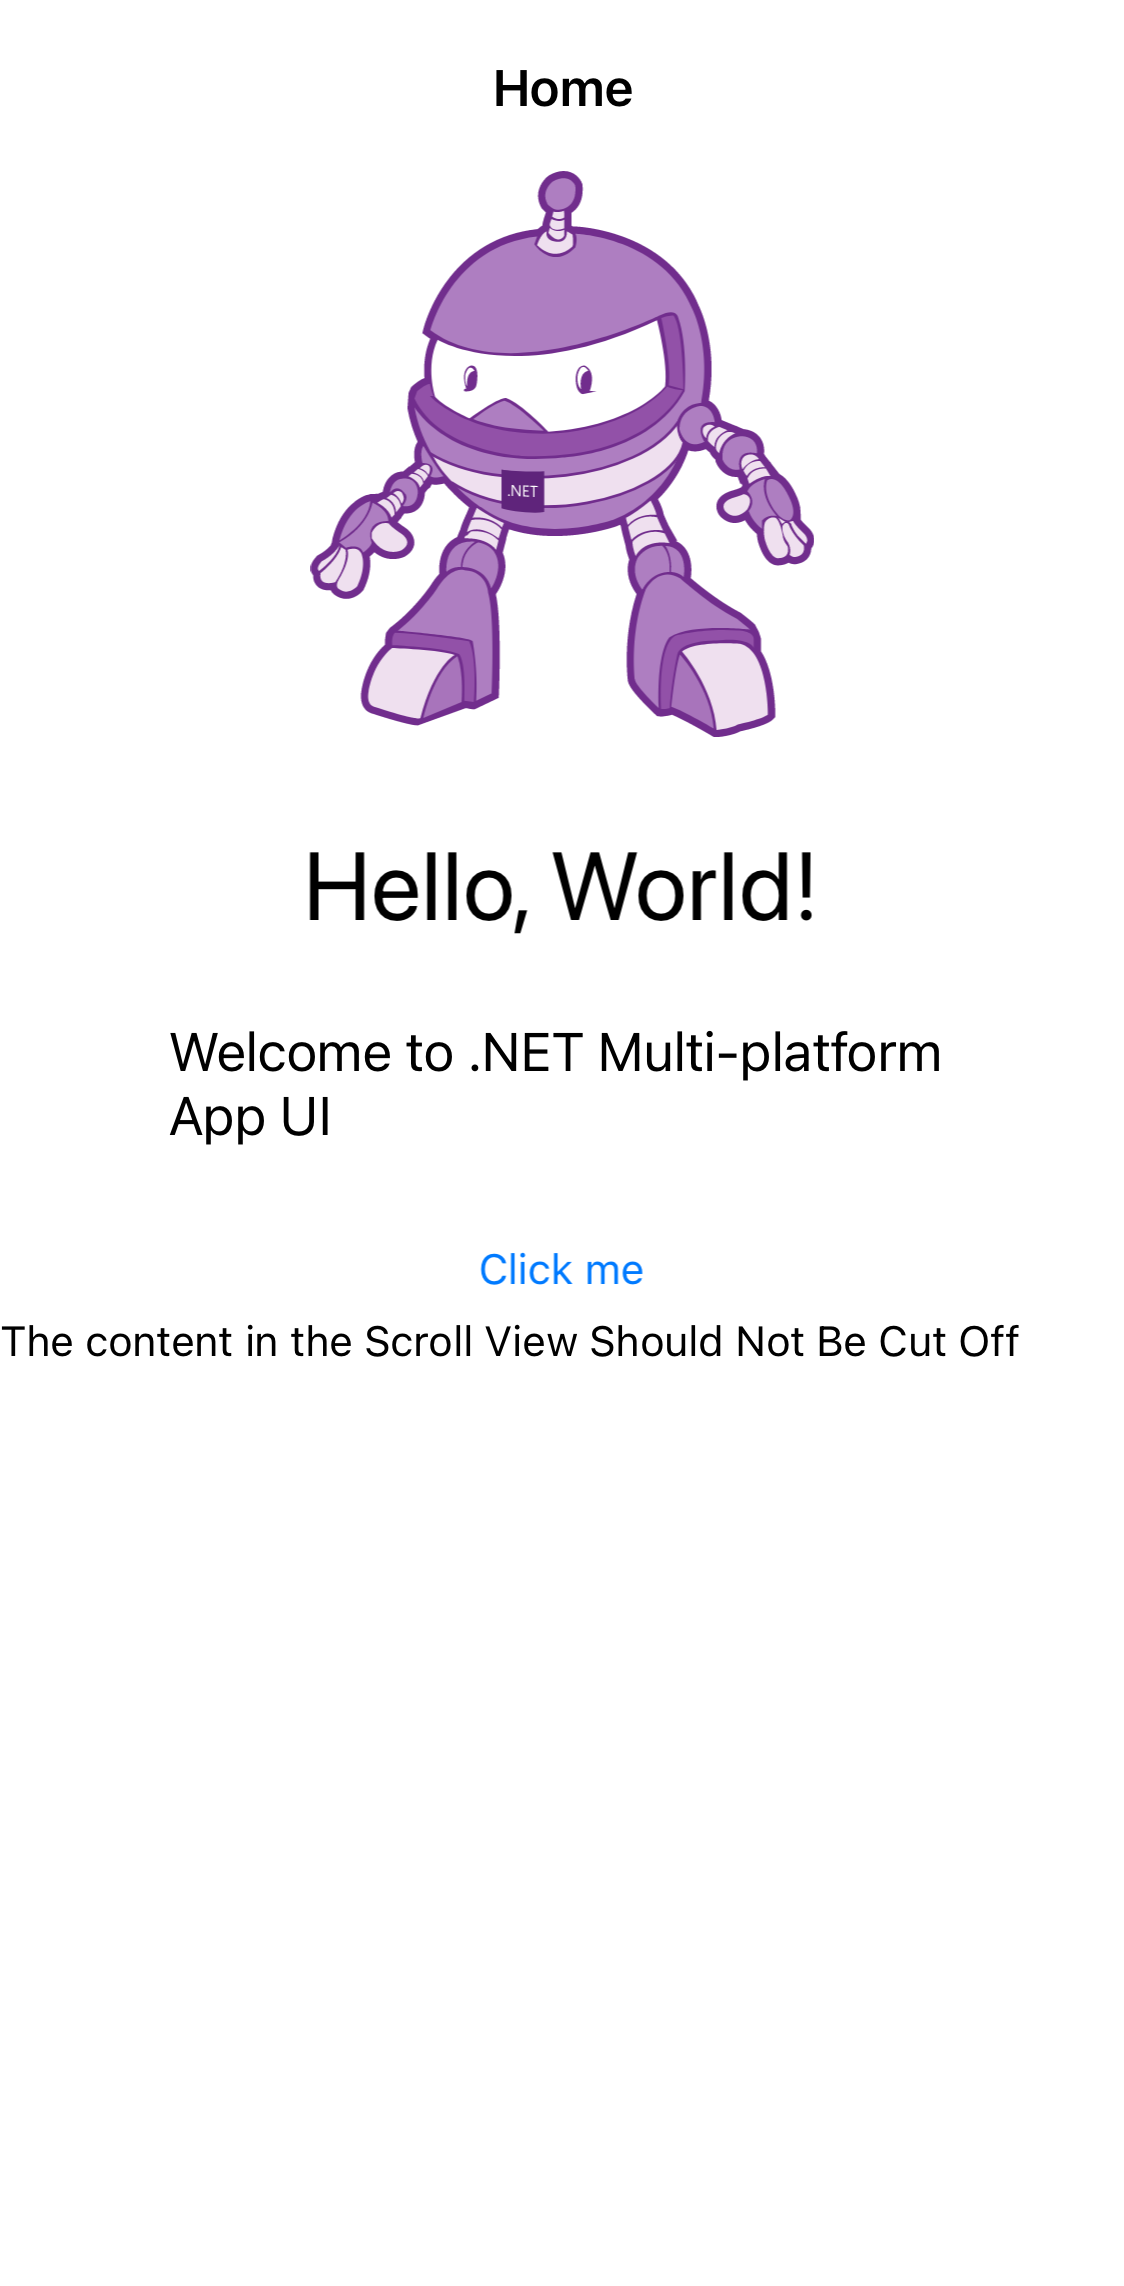 Home
.NET
Hello, World!
Welcome to .NET Multi-platform
App UI
Click me
The content in the Scroll View Should Not Be Cut Off